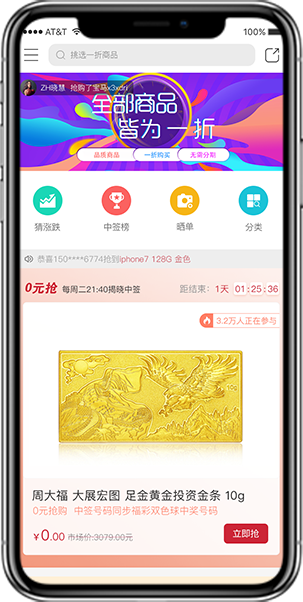 AT&T 100%
挑选一折商品
ZH晓慧 抢购了宝马x3xdri
全部商品
皆为一折
品质商品 一折购买 无需分期
猜涨跌 中签榜 晒单 分类
恭喜150****6774抢到iphone7 128G 金色
0元抢 每周二21:40揭晓中签 距结束: 1天 01:25:36
3.2万人正在参与
10g
周大福 大展宏图 足金黄金投资金条 10g
0元抢购 中签号码同步福彩双色球中奖号码
¥0.00 市场价:3079.00元 立即抢